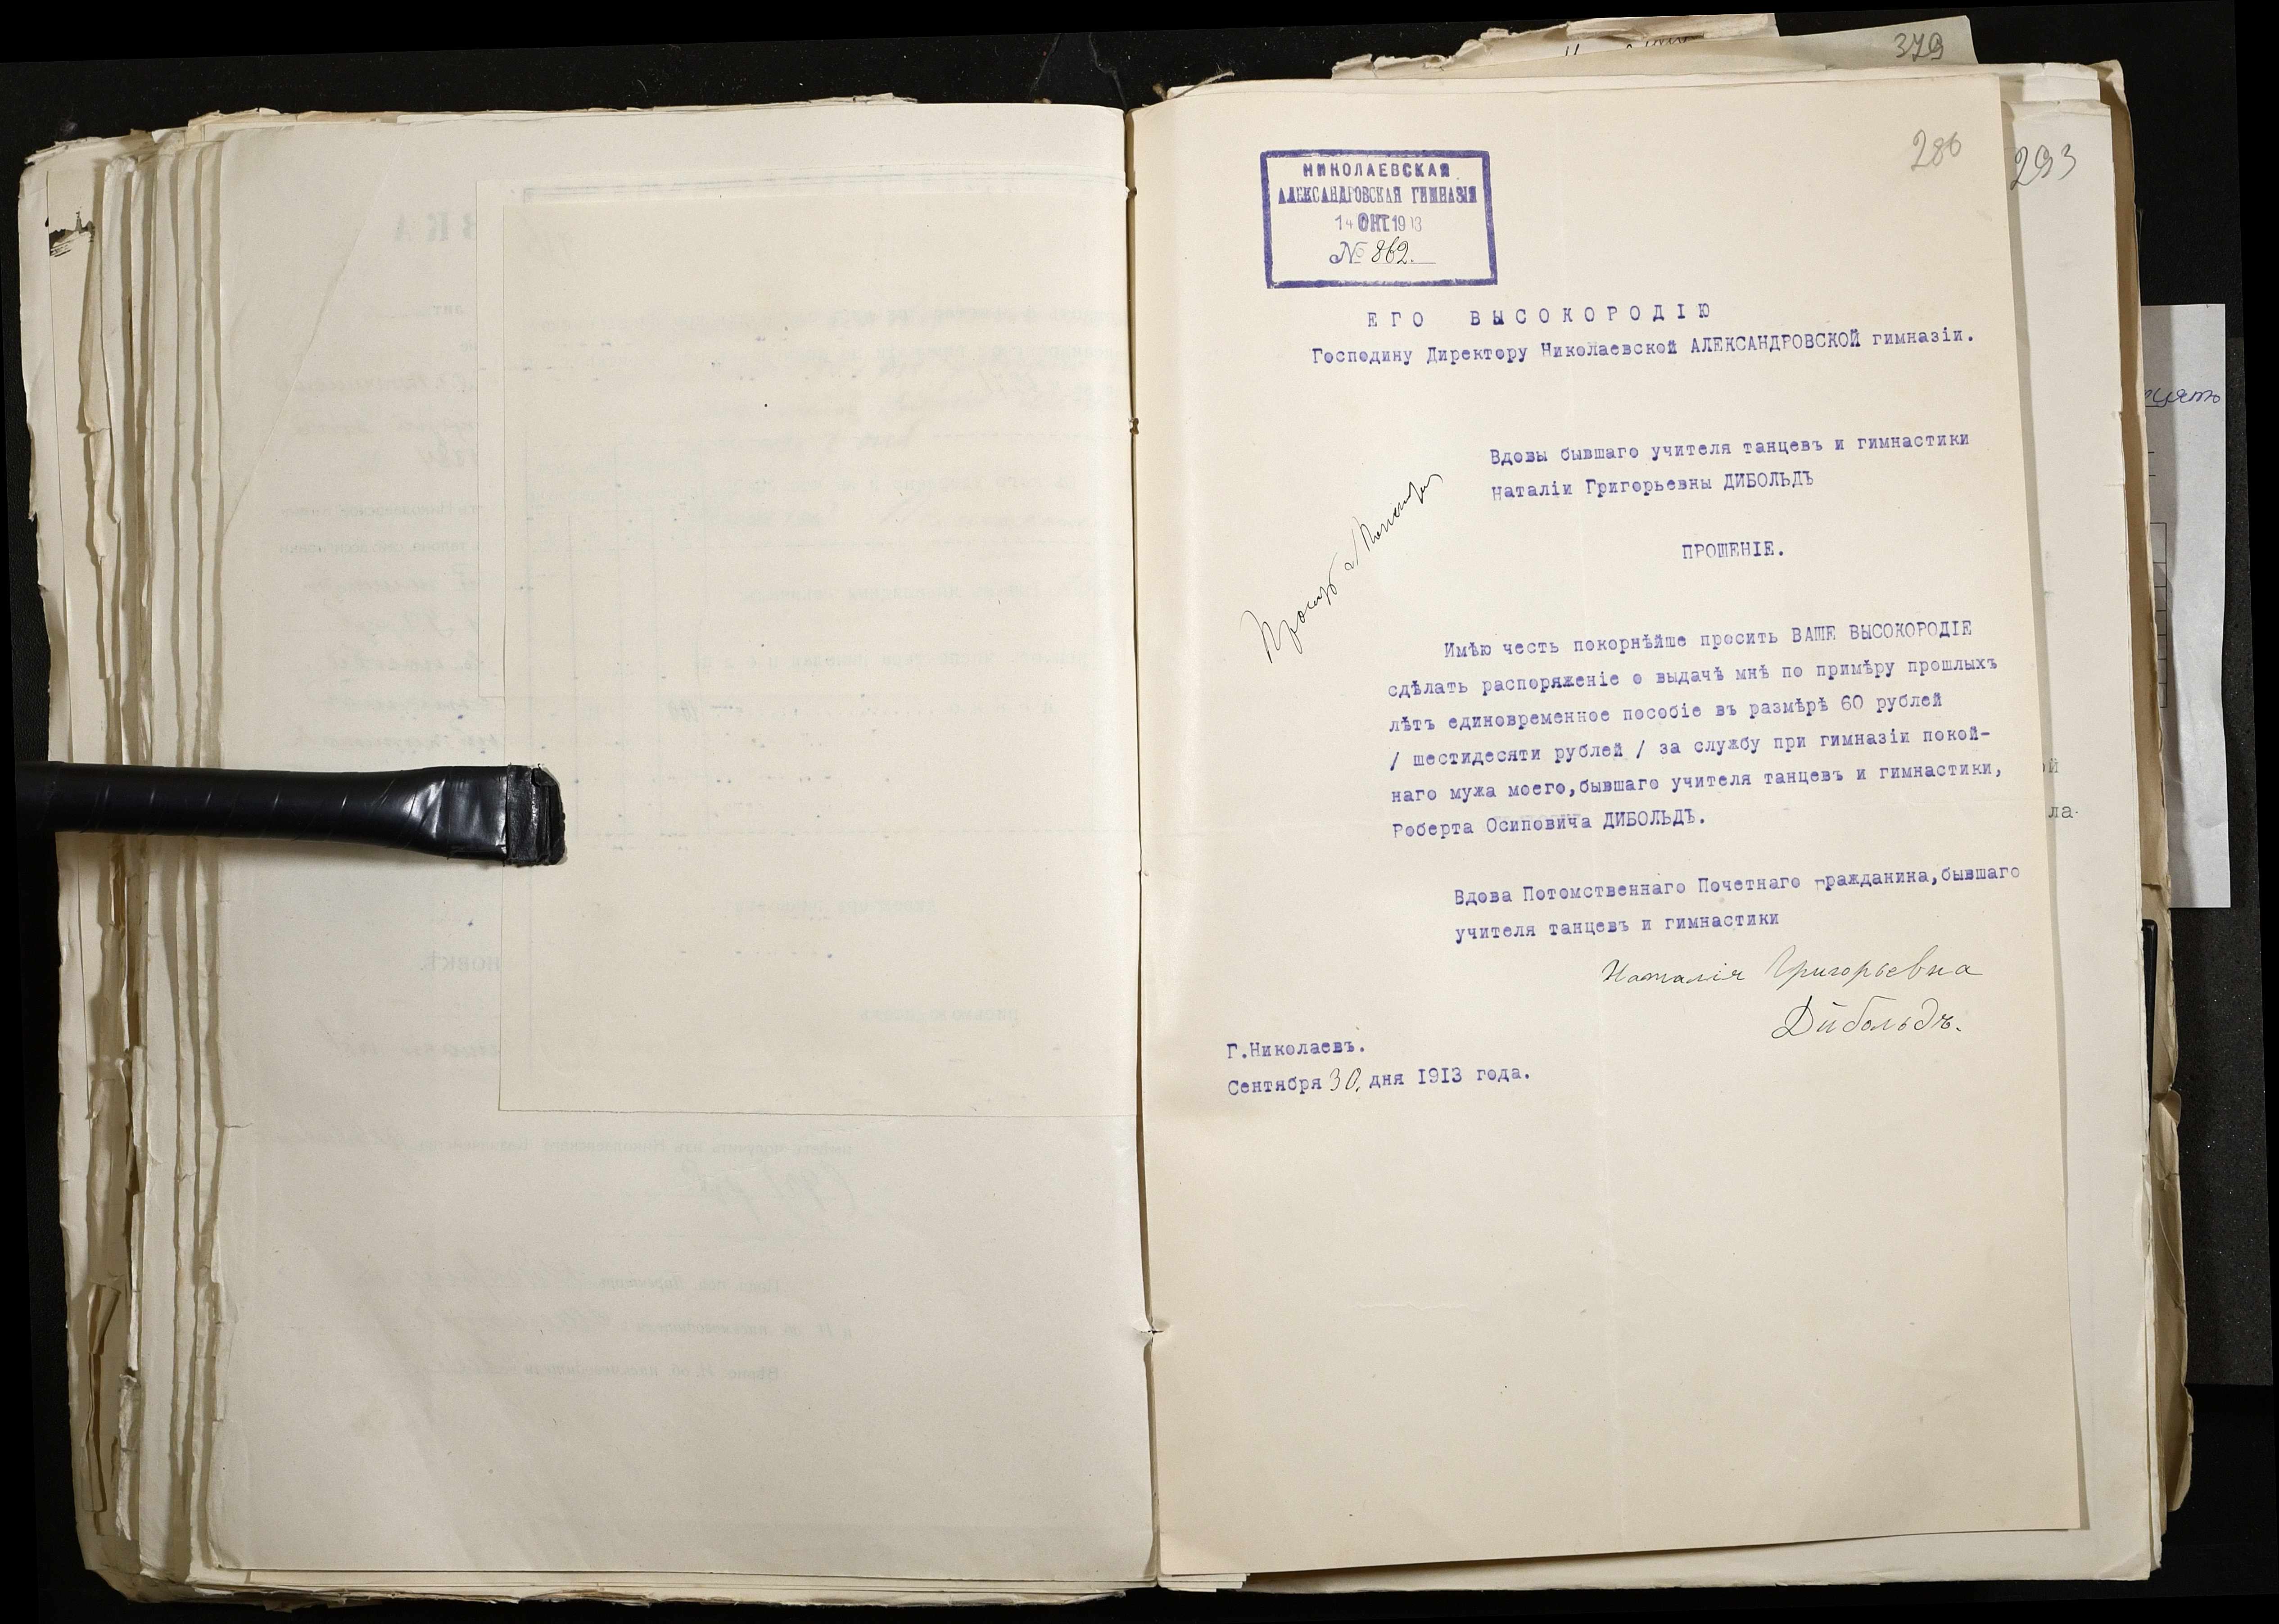 379
286
293
НИКОЛАЕВСКАЯ
АЛЕКСАНДРОВСКАЯ ГИМНАЗІЯ
14 ОКТ 1913
№ 862.
ЕГО ВЫСОКОРОДІЮ
Господину Директору Николаевской АЛЕКСАНДРОВСКОЙ гимназіи.
Вдовы бывшаго учителя танцевъ и гимнастики
Наталіи Григорьевны ДИБОЛЬДЪ
ПРОШЕНІЕ.
Имѣю честь покорнѣйше просить ВАШЕ ВЫСОКОРОДІЕ
сдѣлать распоряженіе о выдачѣ мнѣ по примѣру прошлыхъ
лѣтъ единовременное пособіе въ размѣрѣ 60 рублей
/ шестидесяти рублей / за службу при гимназіи покой-
наго мужа моего,бывшаго учителя танцевъ и гимнастики,
Роберта Осиповича ДИБОЛЬДЪ.
Вдова Потомственнаго Почетнаго гражданина,бывшаго
учителя танцевъ и гимнастики
Наталія Григорьевна
Дибольдъ.
Г.Николаевъ.
Сентября 30, дня 1913 года.
ой
ла-